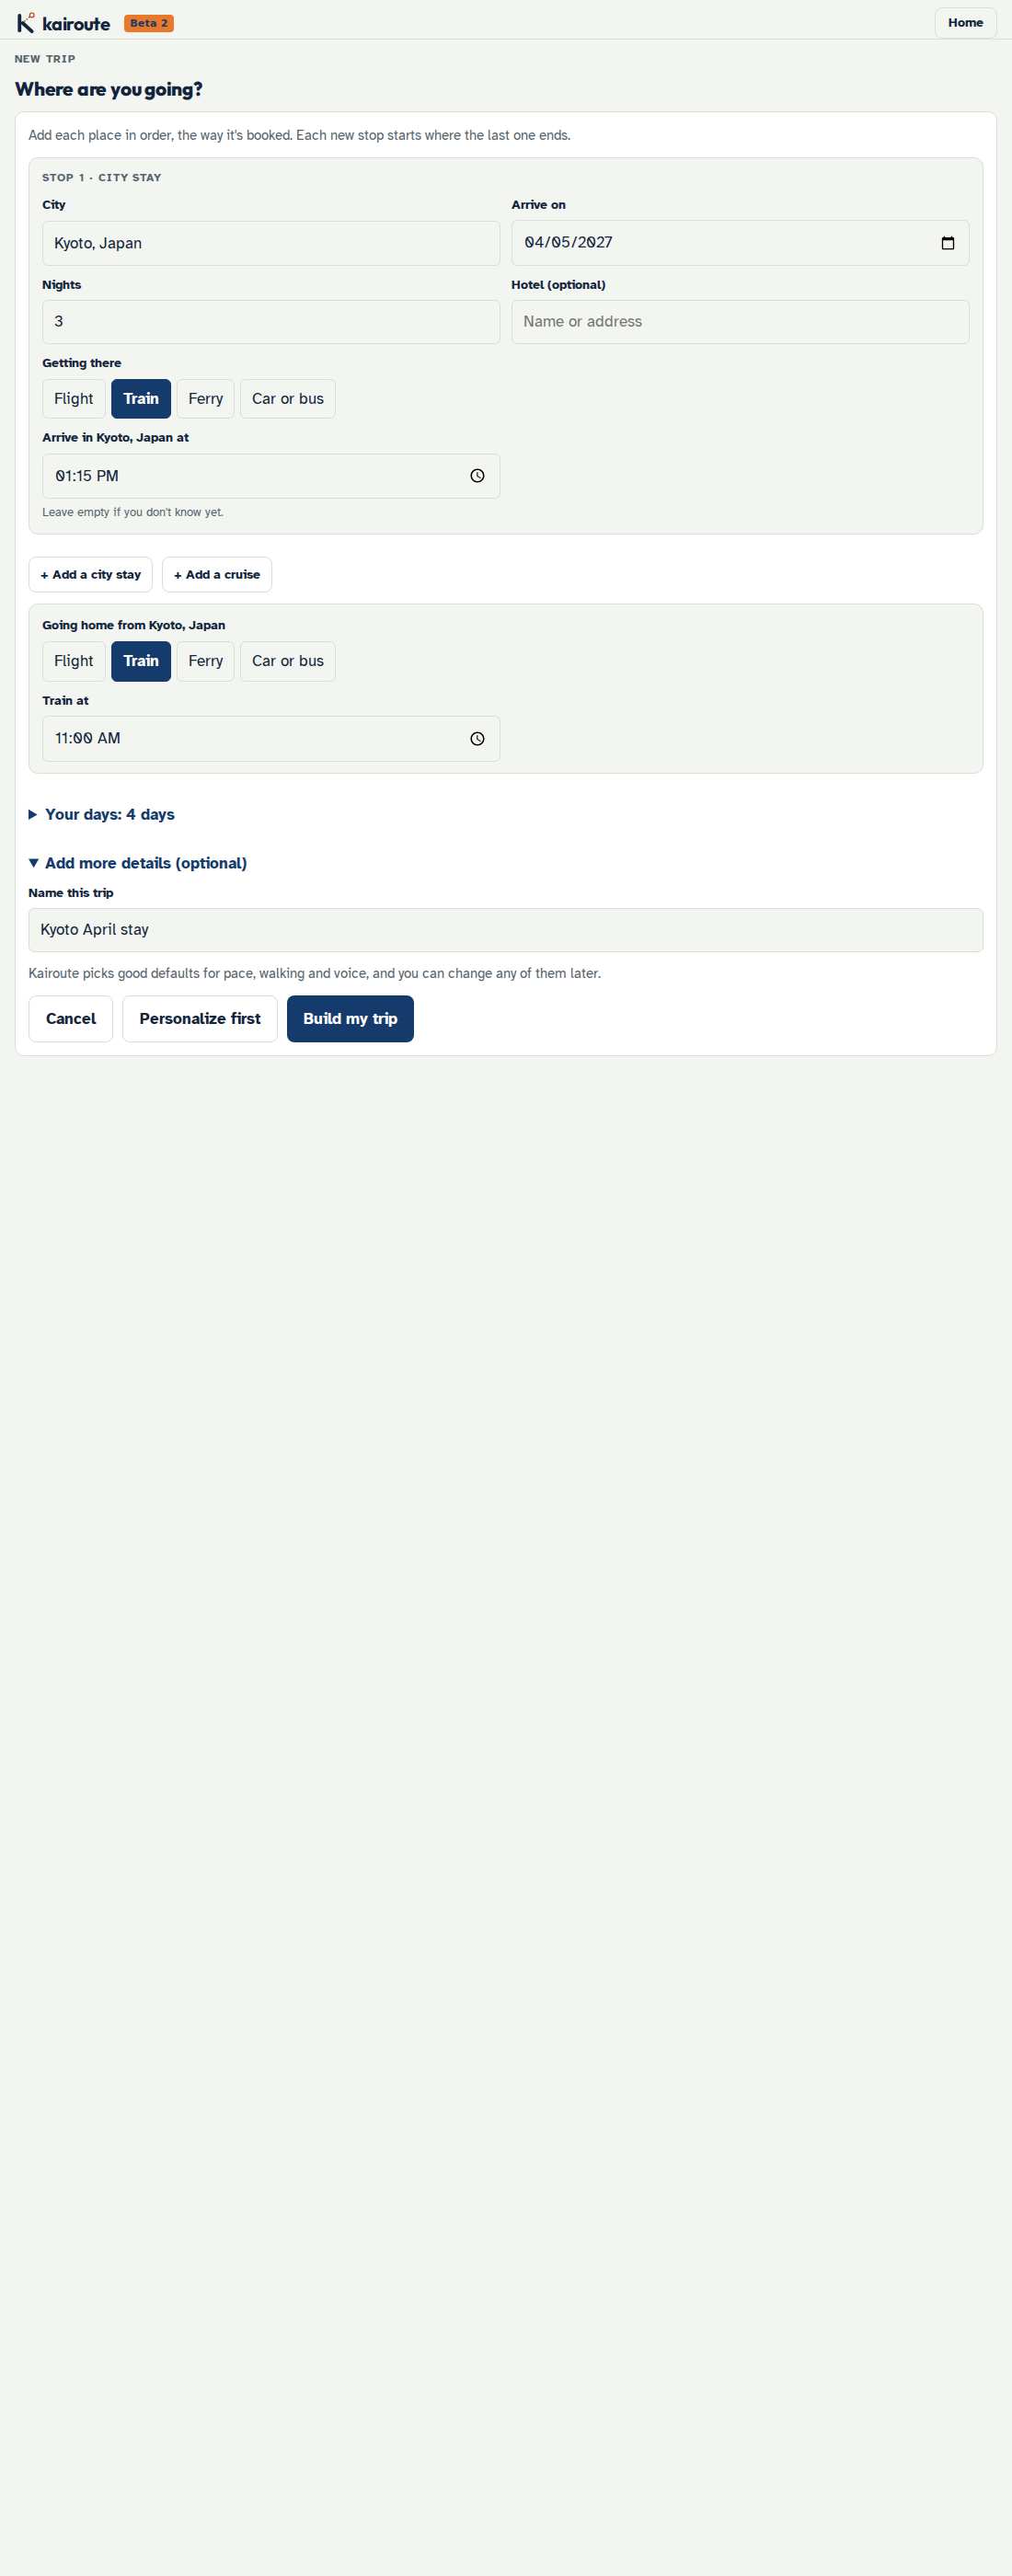 kairoute Beta 2 Home
NEW TRIP
Where are you going?
Add each place in order, the way it's booked. Each new stop starts where the last one ends.
STOP 1 · CITY STAY
City Arrive on
Kyoto, Japan 04/05/2027
Nights Hotel (optional)
3 Name or address
Getting there
Flight Train Ferry Car or bus
Arrive in Kyoto, Japan at
01:15 PM
Leave empty if you don't know yet.
+ Add a city stay + Add a cruise
Going home from Kyoto, Japan
Flight Train Ferry Car or bus
Train at
11:00 AM
Your days: 4 days
Add more details (optional)
Name this trip
Kyoto April stay
Kairoute picks good defaults for pace, walking and voice, and you can change any of them later.
Cancel Personalize first Build my trip